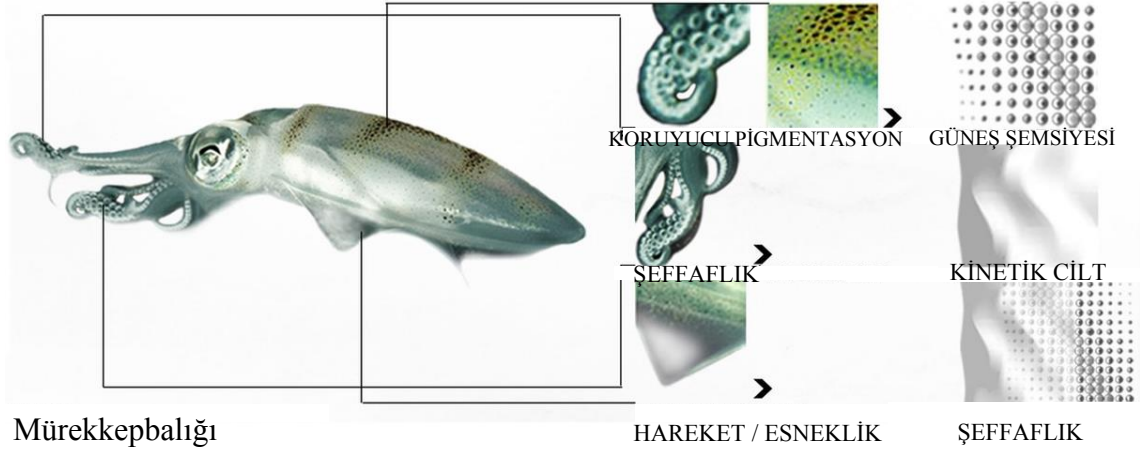 KORUYUCU PİGMENTASYON
GÜNEŞ ŞEMSİYESİ
ŞEFFAFLIK
KİNETİK CİLT
Mürekkepbalığı
HAREKET / ESNEKLİK
ŞEFFAFLIK